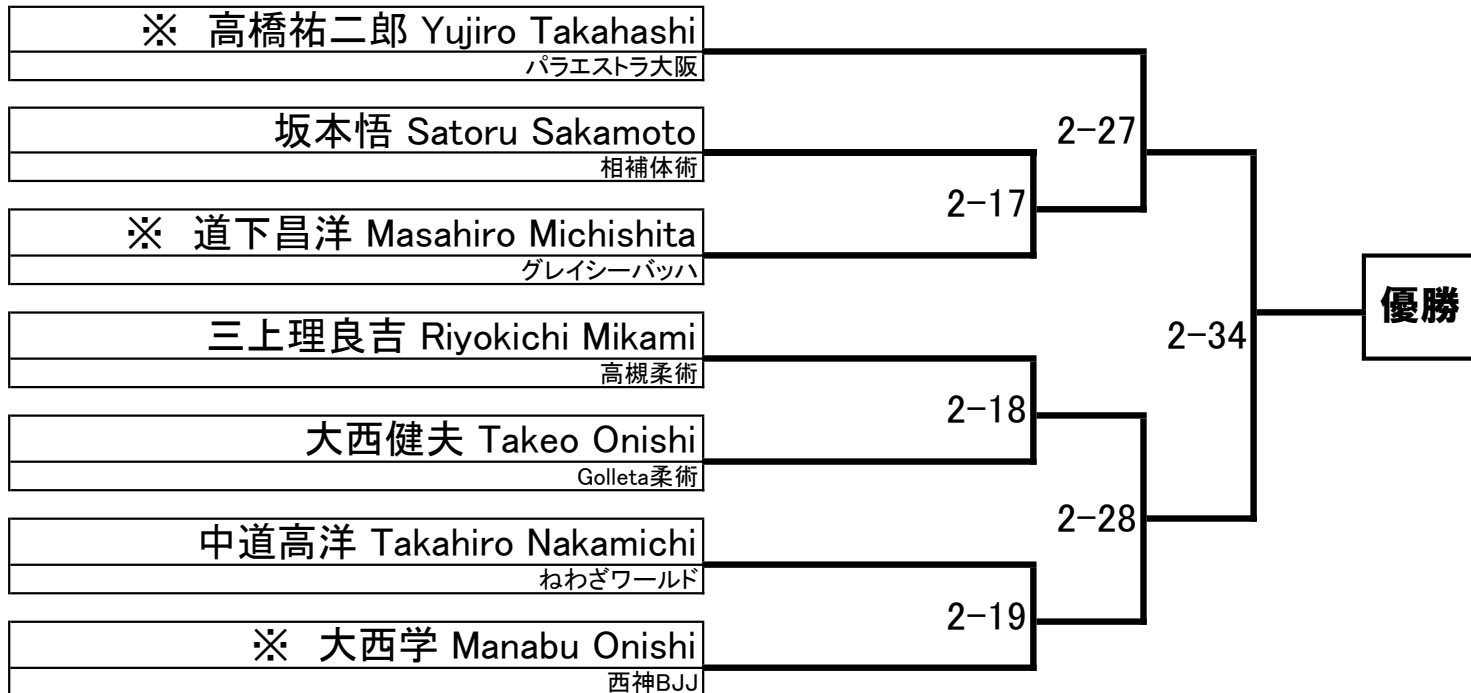 ※ 高橋祐二郎 Yujiro Takahashi
パラエストラ大阪
坂本悟 Satoru Sakamoto
相補体術
※ 道下昌洋 Masahiro Michishita
グレイシーバッハ
三上理良吉 Riyokichi Mikami
高槻柔術
大西健夫 Takeo Onishi
Golleta柔術
中道高洋 Takahiro Nakamichi
ねわざワールド
※ 大西学 Manabu Onishi
西神BJJ
2-17
2-18
2-19
2-27
2-28
2-34
優勝